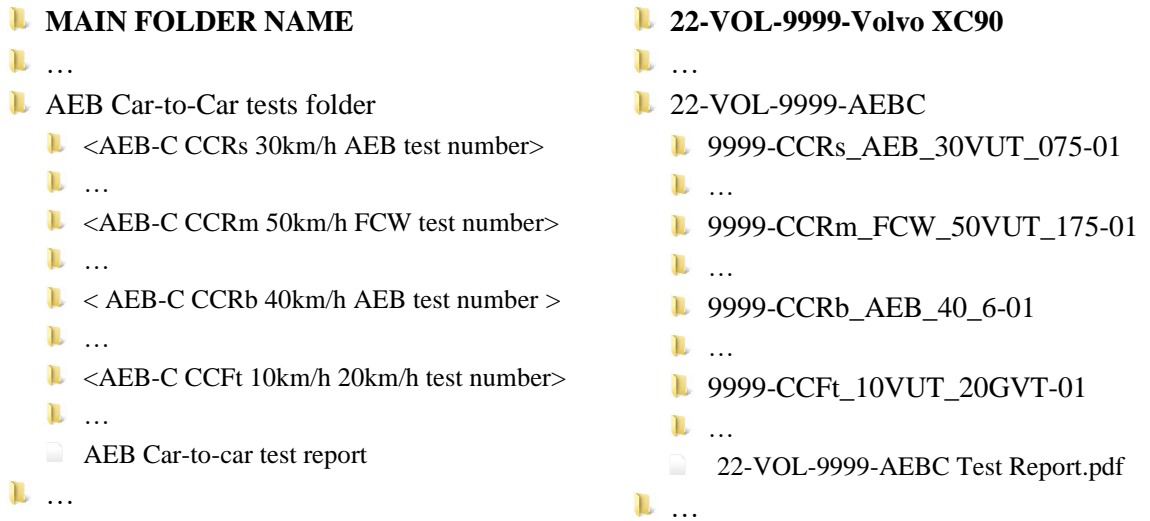 MAIN FOLDER NAME
…
AEB Car-to-Car tests folder
<AEB-C CCRs 30km/h AEB test number>
…
<AEB-C CCRm 50km/h FCW test number>
…
< AEB-C CCRb 40km/h AEB test number >
…
<AEB-C CCFt 10km/h 20km/h test number>
…
AEB Car-to-car test report
…
22-VOL-9999-Volvo XC90
…
22-VOL-9999-AEBC
9999-CCRs_AEB_30VUT_075-01
…
9999-CCRm_FCW_50VUT_175-01
…
9999-CCRb_AEB_40_6-01
…
9999-CCFt_10VUT_20GVT-01
…
22-VOL-9999-AEBC Test Report.pdf
…